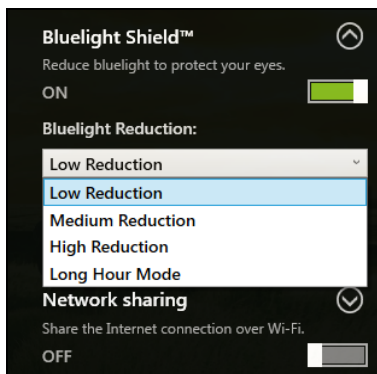 Bluelight Shield™
Reduce bluelight to protect your eyes.
ON
Bluelight Reduction:
Low Reduction
Low Reduction
Medium Reduction
High Reduction
Long Hour Mode
Network sharing
Share the Internet connection over Wi-Fi.
OFF